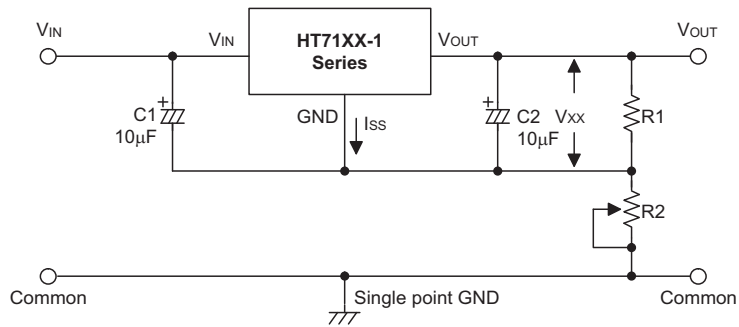 VIN
VIN
HT71XX-1
Series
VOUT
VOUT
C1
10μF
GND
ISS
C2
10μF
VXX
R1
R2
Common
Single point GND
Common